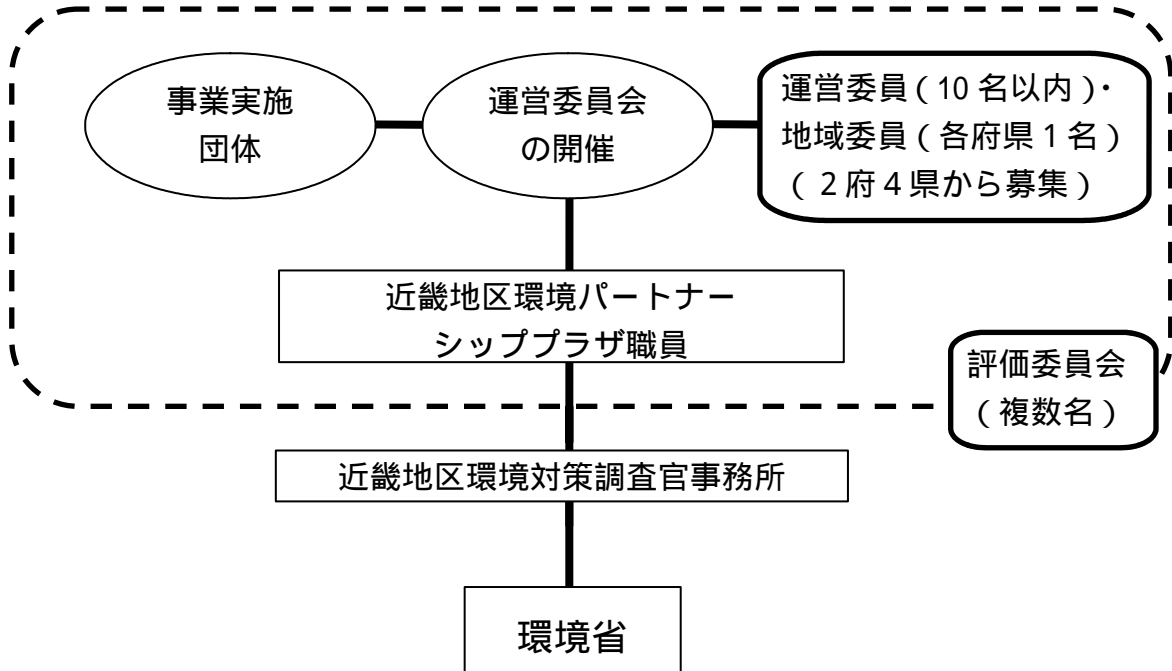 事業実施
団体
運営委員会
の開催
運営委員（10名以内）・
地域委員（各府県1名）
（2府4県から募集）
近畿地区環境パートナー
シッププラザ職員
評価委員会
（複数名）
近畿地区環境対策調査官事務所
環境省